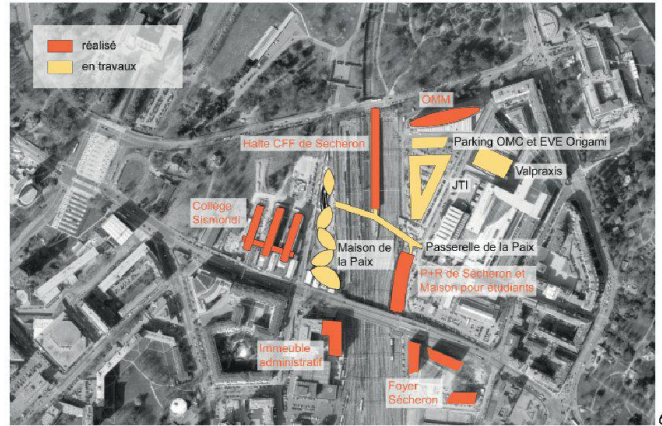 réalisé
en travaux
OMM
Halte CFF de Sécheron
Parking OMC et EVE Origami
Valpraxis
JTI
Collège
Sismondi
Maison de
la Paix
Passerelle de la Paix
P+R de Sécheron et
Maison pour étudiants
Immeuble
administratif
Foyer
Sécheron